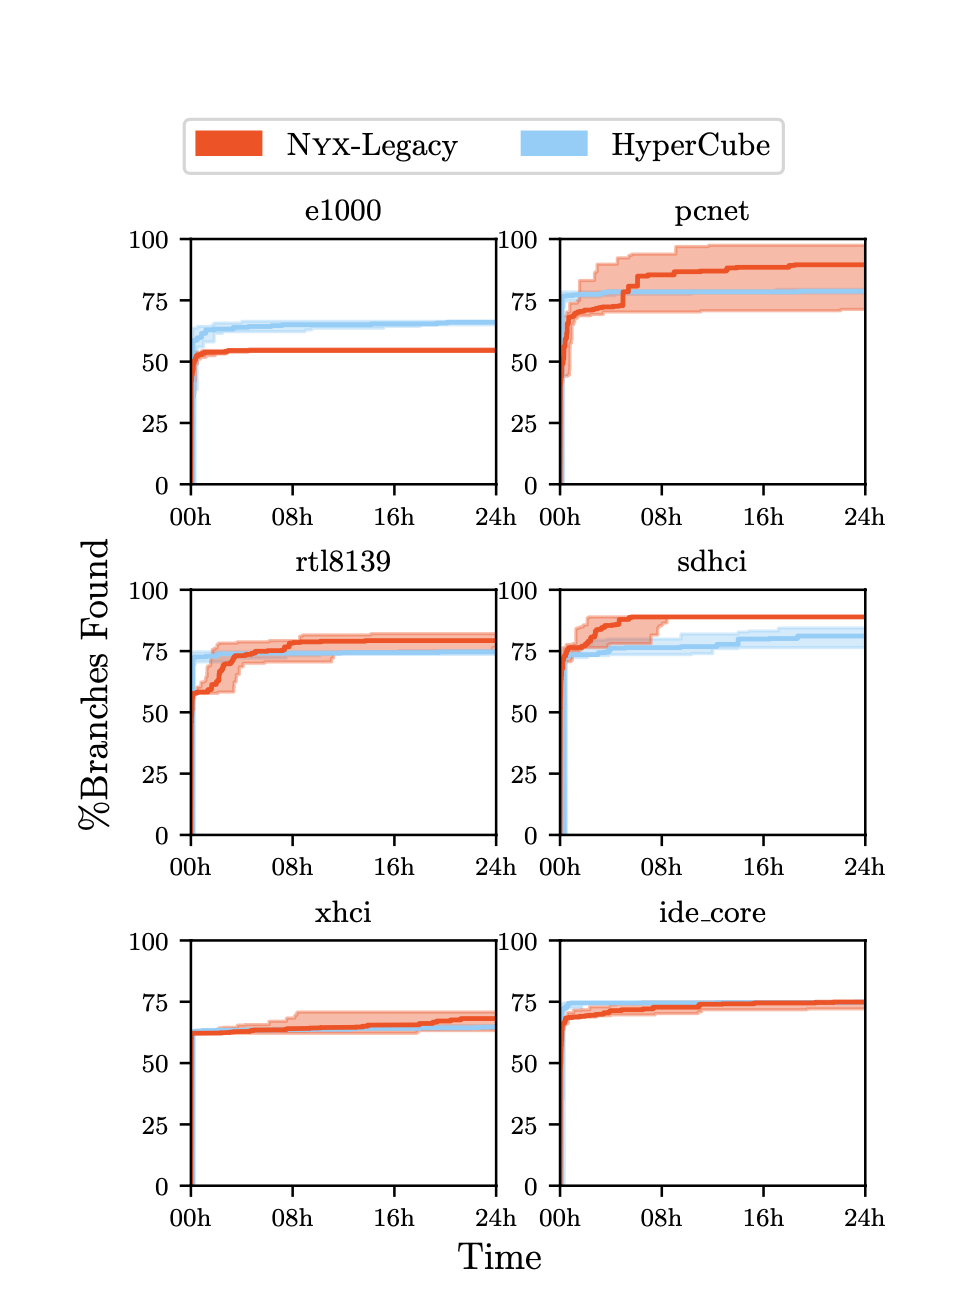 NYX-Legacy HyperCube
e1000 pcnet
100 100
75 75
50 50
25 25
0 0
00h 08h 16h 24h 00h 08h 16h 24h
rtl8139 sdhci
100 100
75 75
50 50
25 25
0 0
00h 08h 16h 24h 00h 08h 16h 24h
xhci ide_core
100 100
75 75
50 50
25 25
0 0
00h 08h 16h 24h 00h 08h 16h 24h
%Branches Found
Time